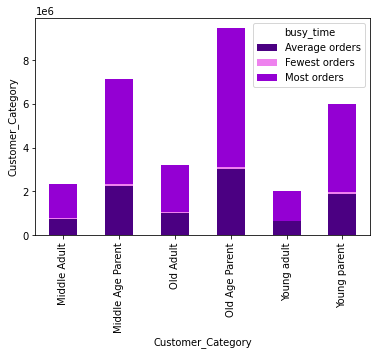 1e6
busy_time
Average orders
Fewest orders
Most orders
8
6
4
2
0
Customer_Category
Middle Adult
Middle Age Parent
Old Adult
Old Age Parent
Young adult
Young parent
Customer_Category